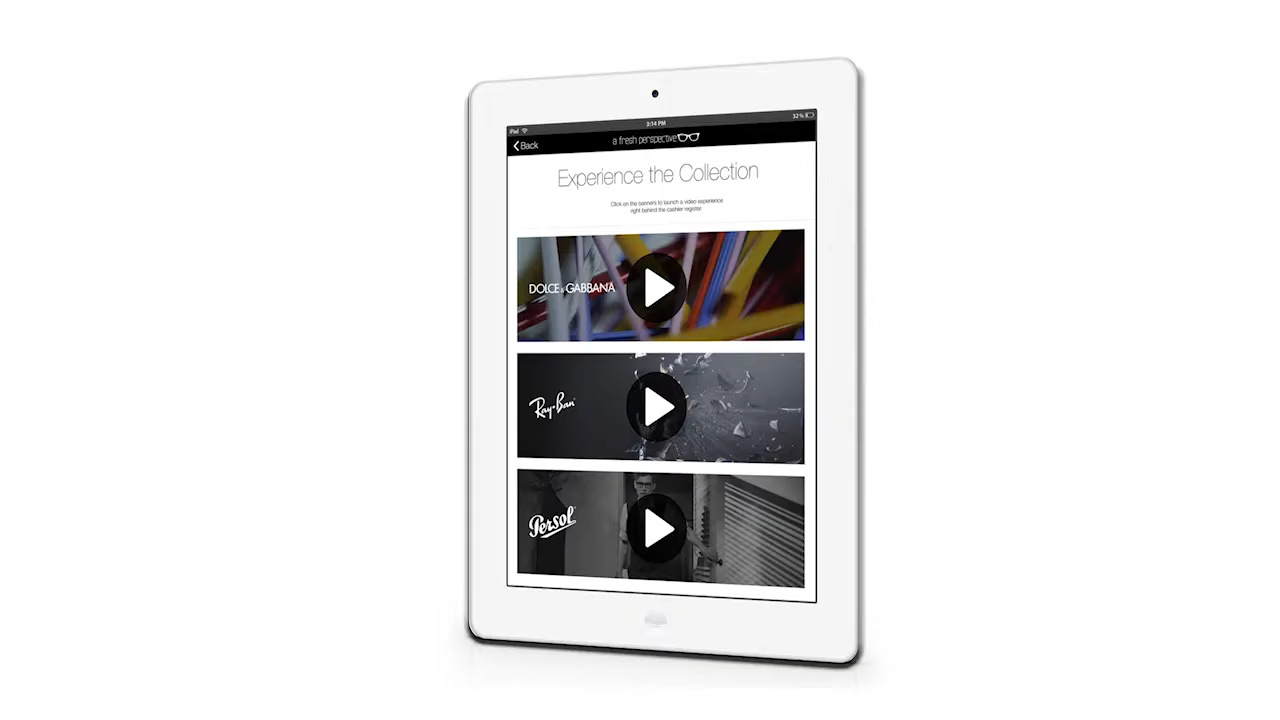 iPad
3:14 PM
32%
Back
a fresh perspective
Experience the Collection
Click on the banners to launch a video experience
right behind the cashier register.
DOLCE & GABBANA
Ray-Ban
Persol